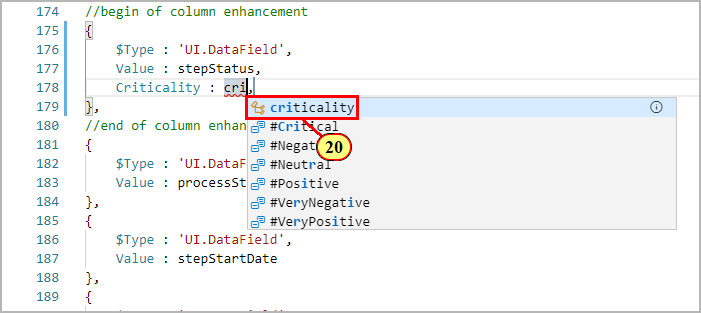 174 //begin of column enhancement
175 {
176 $Type : 'UI.DataField',
177 Value : stepStatus,
178 Criticality : cri,
179 },
criticality
180 //end of column enhan
#Critical
20
181 {
#Negat
182 $Type : 'UI.DataF
#Neutral
183 Value : processSt
#Positive
184 },
#VeryNegative
185 {
#VeryPositive
186 $Type : 'UI.DataField',
187 Value : stepStartDate
188 },
189 {